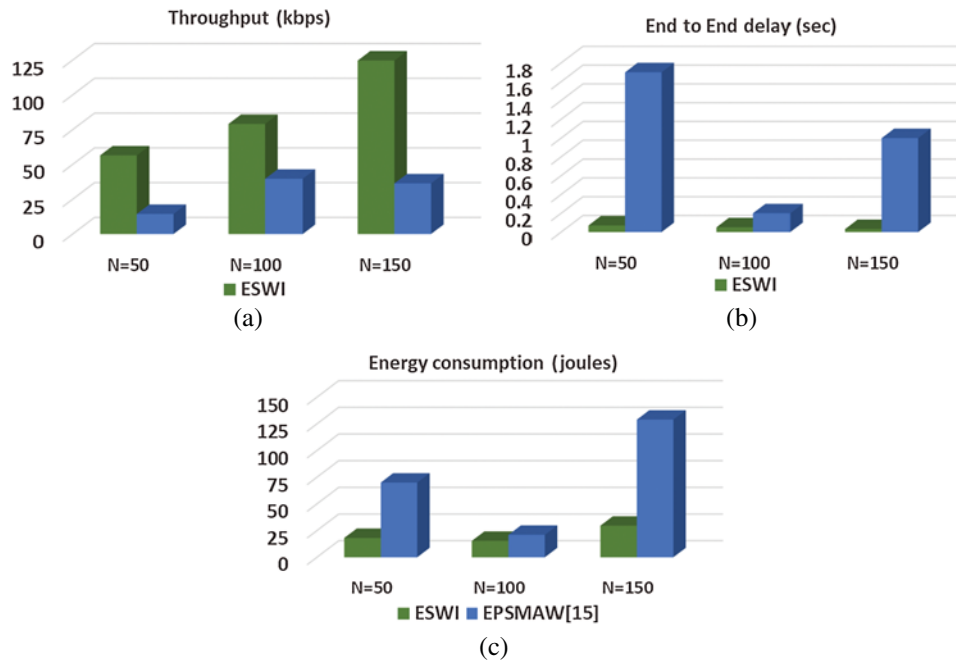 Throughput (kbps)
125
100
75
50
25
0
N=50 N=100 N=150
ESWI
(a)
End to End delay (sec)
1.8
1.6
1.4
1.2
1
0.8
0.6
0.4
0.2
0
N=50 N=100 N=150
ESWI
(b)
Energy consumption (joules)
150
125
100
75
50
25
0
N=50 N=100 N=150
ESWI EPSMAW[15]
(c)